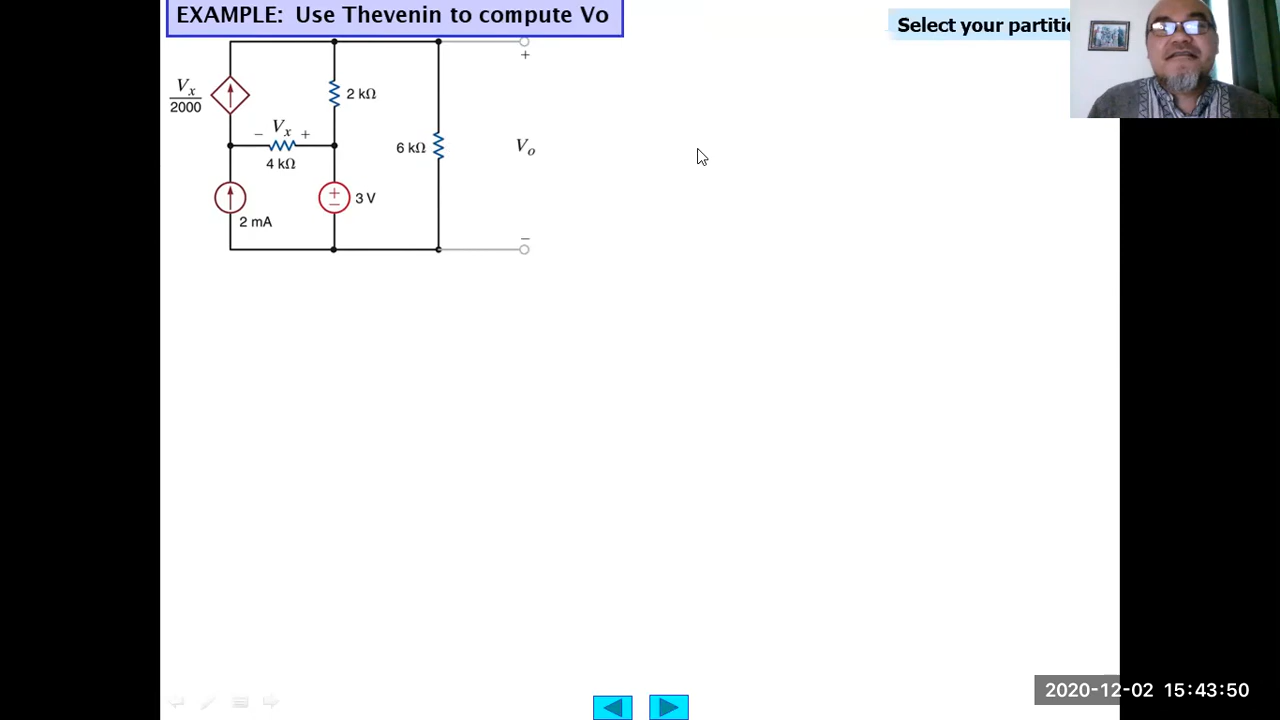 EXAMPLE: Use Thevenin to compute Vo
Select your partitio
+
Vx
2000
2 kΩ
− Vx +
4 kΩ
6 kΩ
Vo
+
−
3 V
2 mA
−
2020-12-02 15:43:50